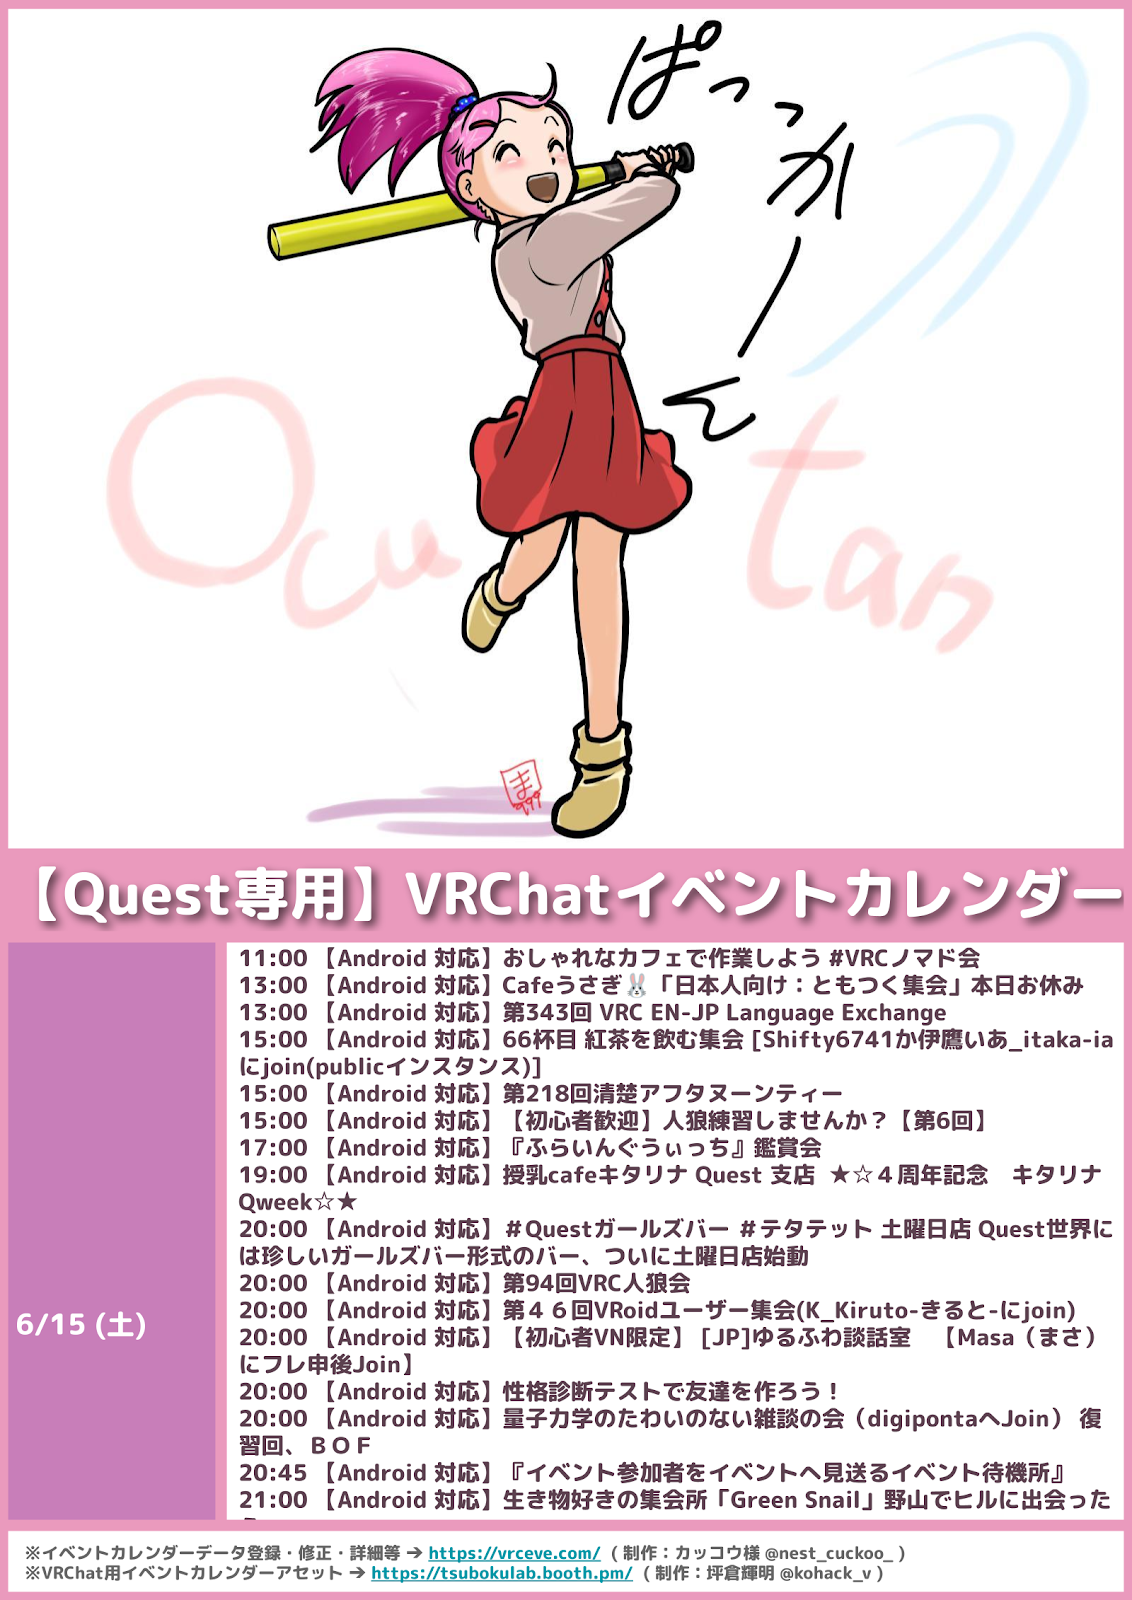 ぱっっかーん
Ocu tan
ま
999
【Quest専用】VRChatイベントカレンダー
6/15 (土)
11:00 【Android 対応】おしゃれなカフェで作業しよう #VRCノマド会
13:00 【Android 対応】Cafeうさぎ🐰「日本人向け：ともつく集会」本日お休み
13:00 【Android 対応】第343回 VRC EN-JP Language Exchange
15:00 【Android 対応】66杯目 紅茶を飲む集会 [Shifty6741か伊鷹いあ_itaka-ia
にjoin(publicインスタンス)]
15:00 【Android 対応】第218回清楚アフタヌーンティー
15:00 【Android 対応】【初心者歓迎】人狼練習しませんか？【第6回】
17:00 【Android 対応】『ふらいんぐうぃっち』鑑賞会
19:00 【Android 対応】授乳cafeキタリナ Quest 支店 ★☆４周年記念　キタリナ
Qweek☆★
20:00 【Android 対応】＃Questガールズバー ＃テタテット 土曜日店 Quest世界に
は珍しいガールズバー形式のバー、ついに土曜日店始動
20:00 【Android 対応】第94回VRC人狼会
20:00 【Android 対応】第４６回VRoidユーザー集会(K_Kiruto-きると-にjoin)
20:00 【Android 対応】【初心者VN限定】 [JP]ゆるふわ談話室　【Masa（まさ）
にフレ申後Join】
20:00 【Android 対応】性格診断テストで友達を作ろう！
20:00 【Android 対応】量子力学のたわいのない雑談の会（digipontaへJoin） 復
習回、ＢＯＦ
20:45 【Android 対応】『イベント参加者をイベントへ見送るイベント待機所』
21:00 【Android 対応】生き物好きの集会所「Green Snail」野山でヒルに出会った
※イベントカレンダーデータ登録・修正・詳細等 ➔ https://vrceve.com/ ( 制作：カッコウ様 @nest_cuckoo_ )
※VRChat用イベントカレンダーアセット ➔ https://tsubokulab.booth.pm/ ( 制作：坪倉輝明 @kohack_v )